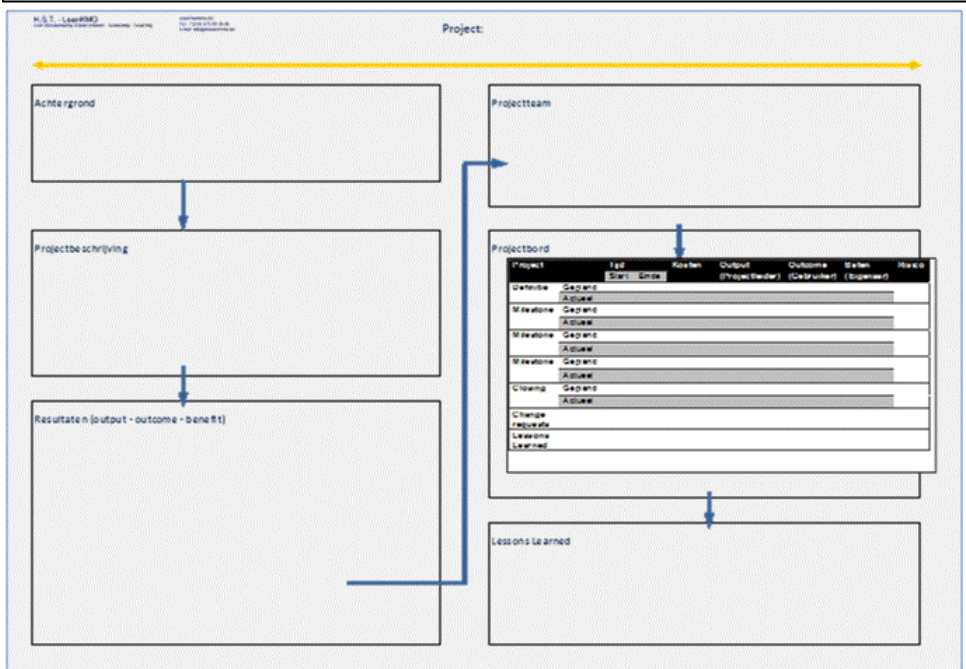 H.S.T. - LeanPMO
Project:
Achtergrond
Projectbeschrijving
Resultaten (output - outcome - benefit)
Projectteam
Projectbord
Project Tijd Kosten Output Outcome Baten Risico
Start Einde (Projectleider) (Gebruiker) (Eigenaar)
Definitie Gepland
Actueel
Milestone Gepland
Actueel
Milestone Gepland
Actueel
Milestone Gepland
Actueel
Closing Gepland
Actueel
Change
requests
Lessons
Learned
Lessons Learned